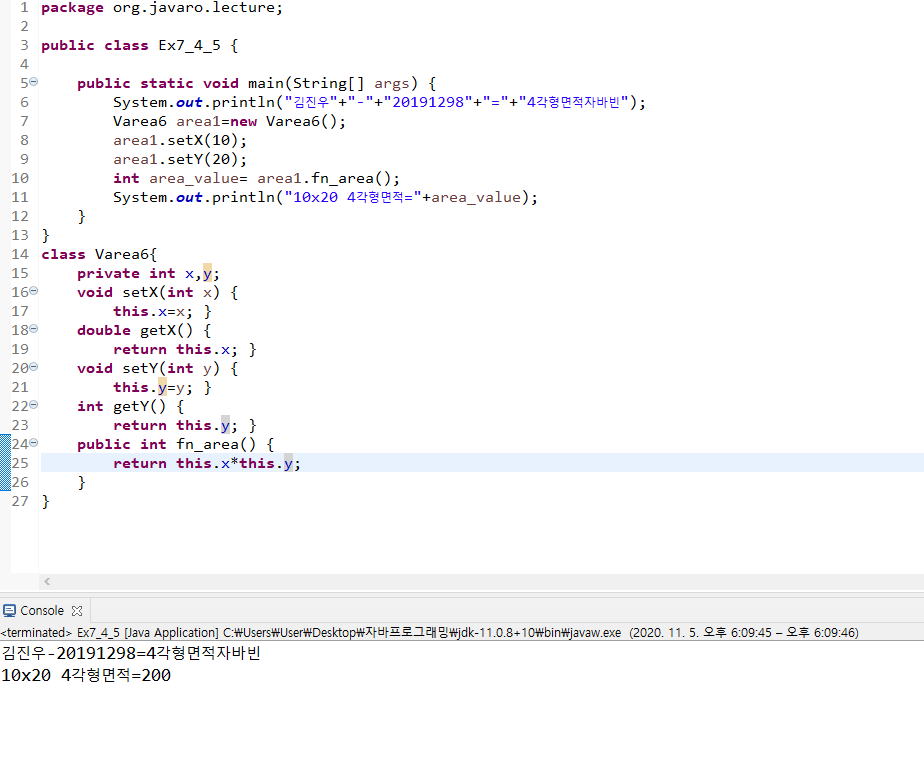 1 package org.javaro.lecture;
2
3 public class Ex7_4_5 {
4
5 public static void main(String[] args) {
6 System.out.println("김진우"+"-"+"20191298"+"="+"4각형면적자바빈");
7 Varea6 area1=new Varea6();
8 area1.setX(10);
9 area1.setY(20);
10 int area_value= area1.fn_area();
11 System.out.println("10x20 4각형면적="+area_value);
12 }
13 }
14 class Varea6{
15 private int x,y;
16 void setX(int x) {
17 this.x=x; }
18 double getX() {
19 return this.x; }
20 void setY(int y) {
21 this.y=y; }
22 int getY() {
23 return this.y; }
24 public int fn_area() {
25 return this.x*this.y;
26 }
27 }
Console
<terminated> Ex7_4_5 [Java Application] C:₩Users₩User₩Desktop₩자바프로그래밍₩jdk-11.0.8+10₩bin₩javaw.exe (2020. 11. 5. 오후 6:09:45 – 오후 6:09:46)
김진우-20191298=4각형면적자바빈
10x20 4각형면적=200